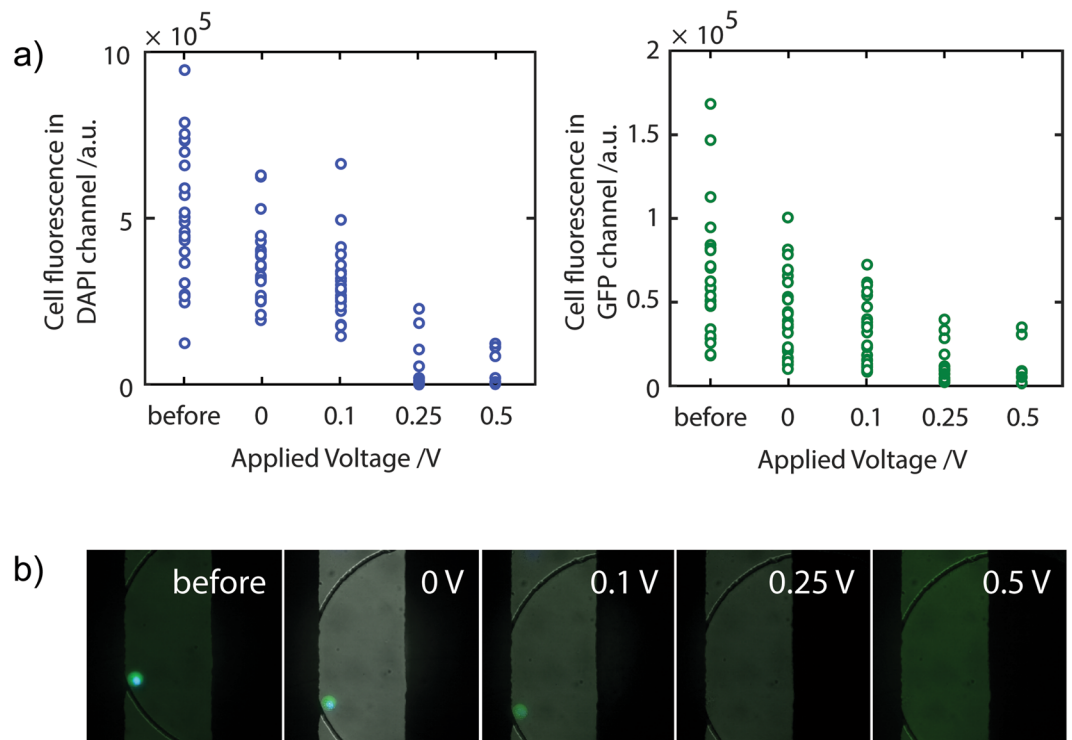 a)
× 10⁵
10
5
0
Cell fluorescence in
DAPI channel /a.u.
before 0 0.1 0.25 0.5
Applied Voltage /V
× 10⁵
2
1.5
1
0.5
0
Cell fluorescence in
GFP channel /a.u.
before 0 0.1 0.25 0.5
Applied Voltage /V
b)
before 0 V 0.1 V 0.25 V 0.5 V